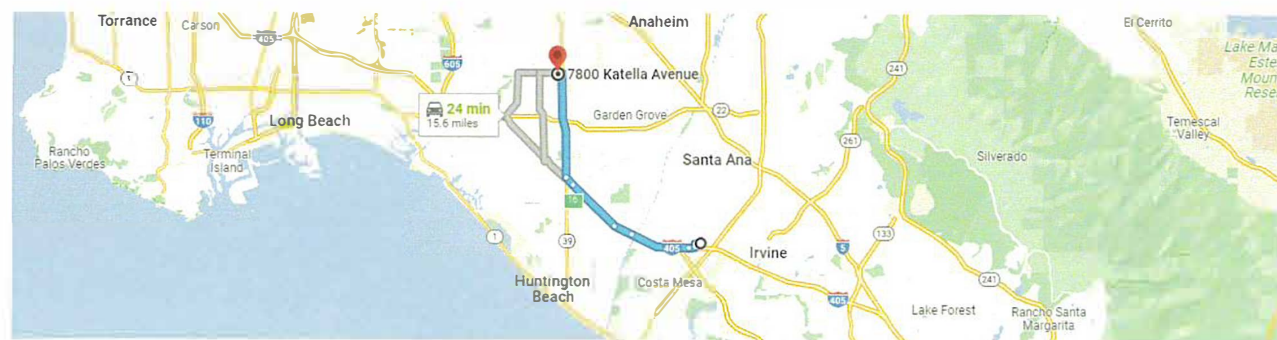 Torrance
Carson
405
605
Anaheim
El Cerrito
7800 Katella Avenue
241
Lake Ma
Este
Moun
Rese
1
24 min
15.6 miles
110
Long Beach
Garden Grove
22
Temescal
Valley
261
Rancho
Palos Verdes
Terminal
Island
Santa Ana
Silverado
16
1
39
405
Irvine
133
5
Huntington
Beach
Costa Mesa
405
241
Lake Forest
Rancho Santa
Margarita